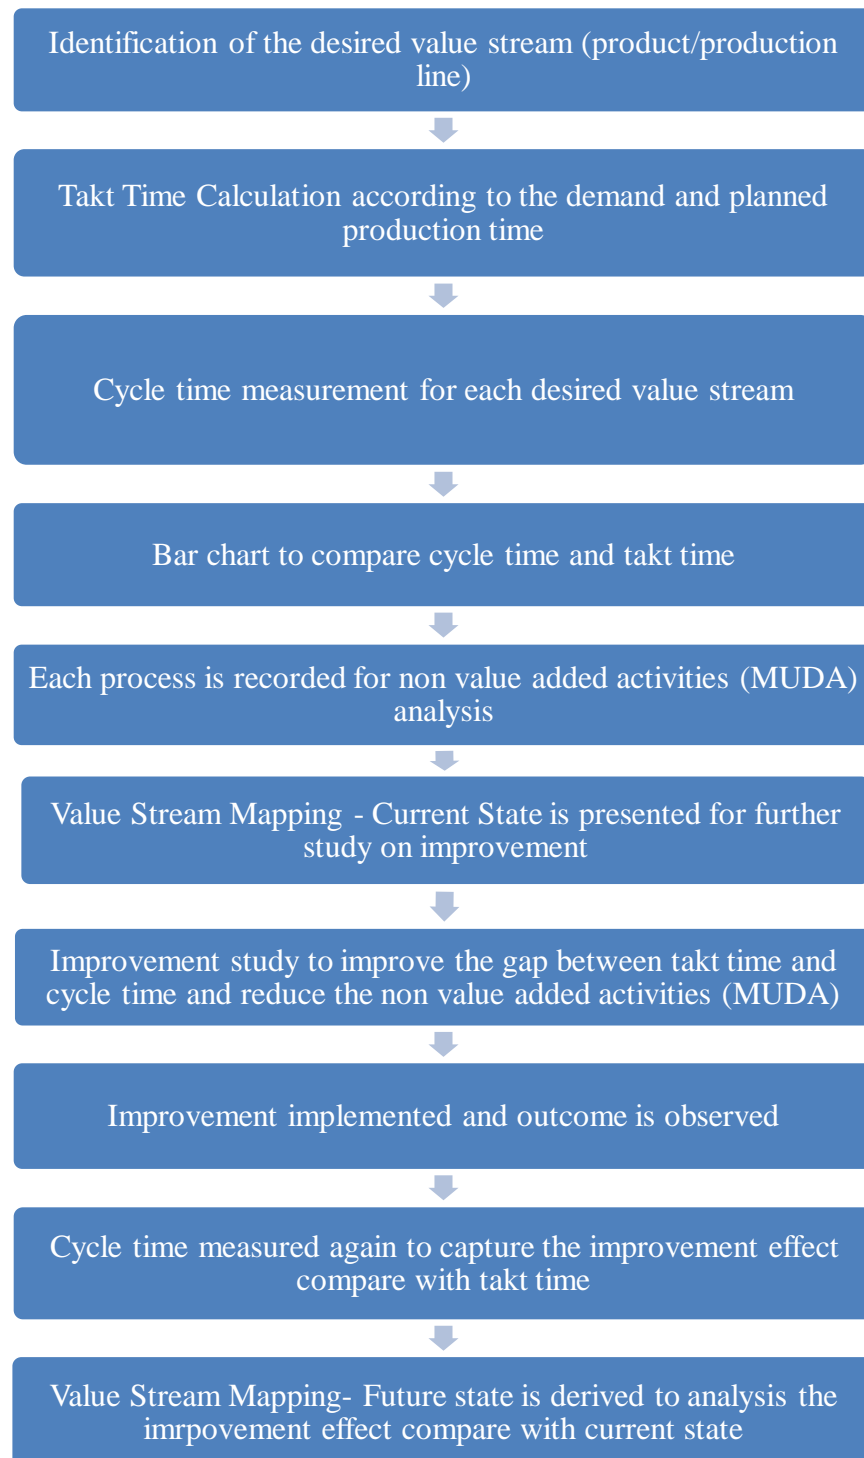 Identification of the desired value stream (product/production
line)
Takt Time Calculation according to the demand and planned
production time
Cycle time measurement for each desired value stream
Bar chart to compare cycle time and takt time
Each process is recorded for non value added activities (MUDA)
analysis
Value Stream Mapping - Current State is presented for further
study on improvement
Improvement study to improve the gap between takt time and
cycle time and reduce the non value added activities (MUDA)
Improvement implemented and outcome is observed
Cycle time measured again to capture the improvement effect
compare with takt time
Value Stream Mapping- Future state is derived to analysis the
imrpovement effect compare with current state